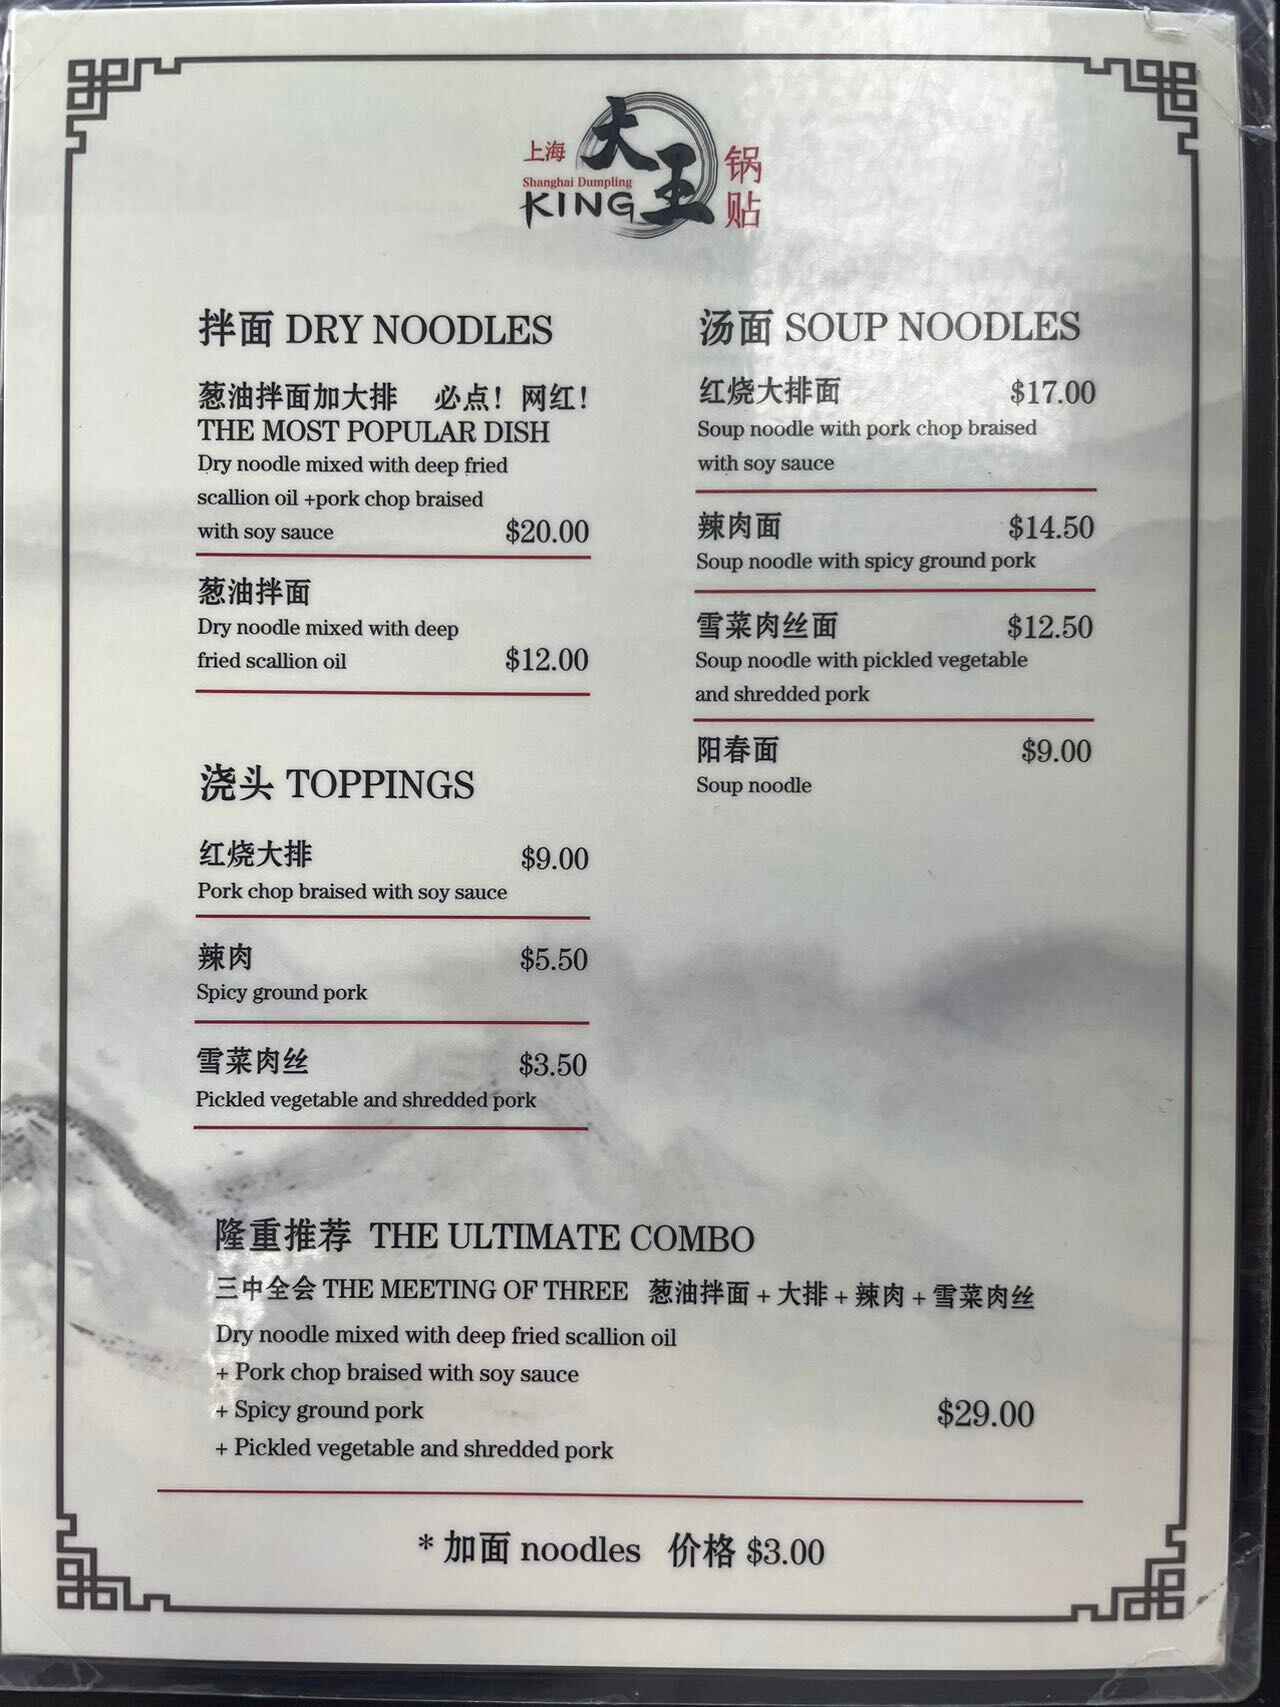 上海 大王 锅贴
Shanghai Dumpling
KING
拌面 DRY NOODLES
葱油拌面加大排 必点！网红！
THE MOST POPULAR DISH
Dry noodle mixed with deep fried
scallion oil +pork chop braised
with soy sauce $20.00
葱油拌面
Dry noodle mixed with deep
fried scallion oil $12.00
浇头 TOPPINGS
红烧大排 $9.00
Pork chop braised with soy sauce
辣肉 $5.50
Spicy ground pork
雪菜肉丝 $3.50
Pickled vegetable and shredded pork
汤面 SOUP NOODLES
红烧大排面 $17.00
Soup noodle with pork chop braised
with soy sauce
辣肉面 $14.50
Soup noodle with spicy ground pork
雪菜肉丝面 $12.50
Soup noodle with pickled vegetable
and shredded pork
阳春面 $9.00
Soup noodle
隆重推荐 THE ULTIMATE COMBO
三中全会 THE MEETING OF THREE 葱油拌面 + 大排 + 辣肉 + 雪菜肉丝
Dry noodle mixed with deep fried scallion oil
+ Pork chop braised with soy sauce
+ Spicy ground pork $29.00
+ Pickled vegetable and shredded pork
* 加面 noodles 价格 $3.00